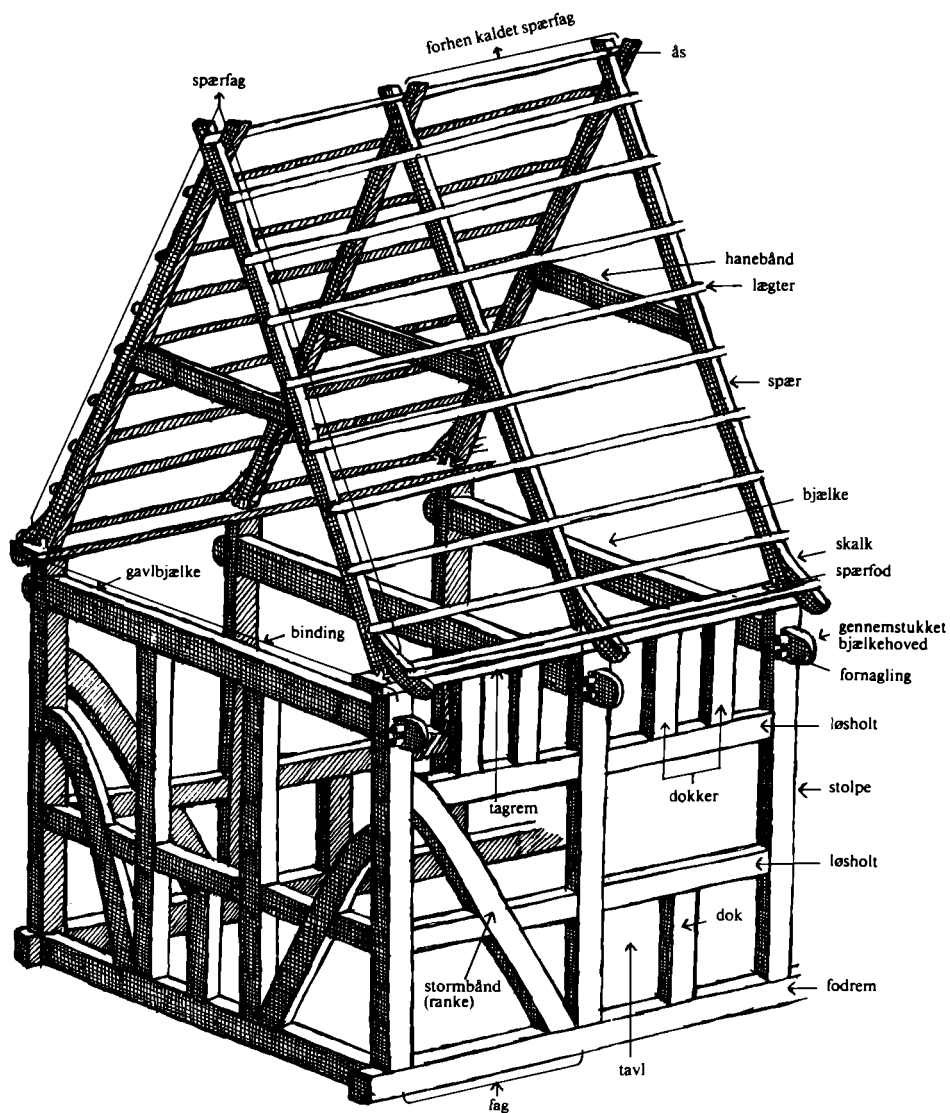 forhen kaldet spærfag
ås
spærfag
hanebånd
lægter
spær
bjælke
skalk
gavlbjælke
spærfod
binding
gennemstukket
bjælkehoved
fornagling
løsholt
dokker
stolpe
tagrem
løsholt
dok
stormbånd
(ranke)
fodrem
tavl
fag